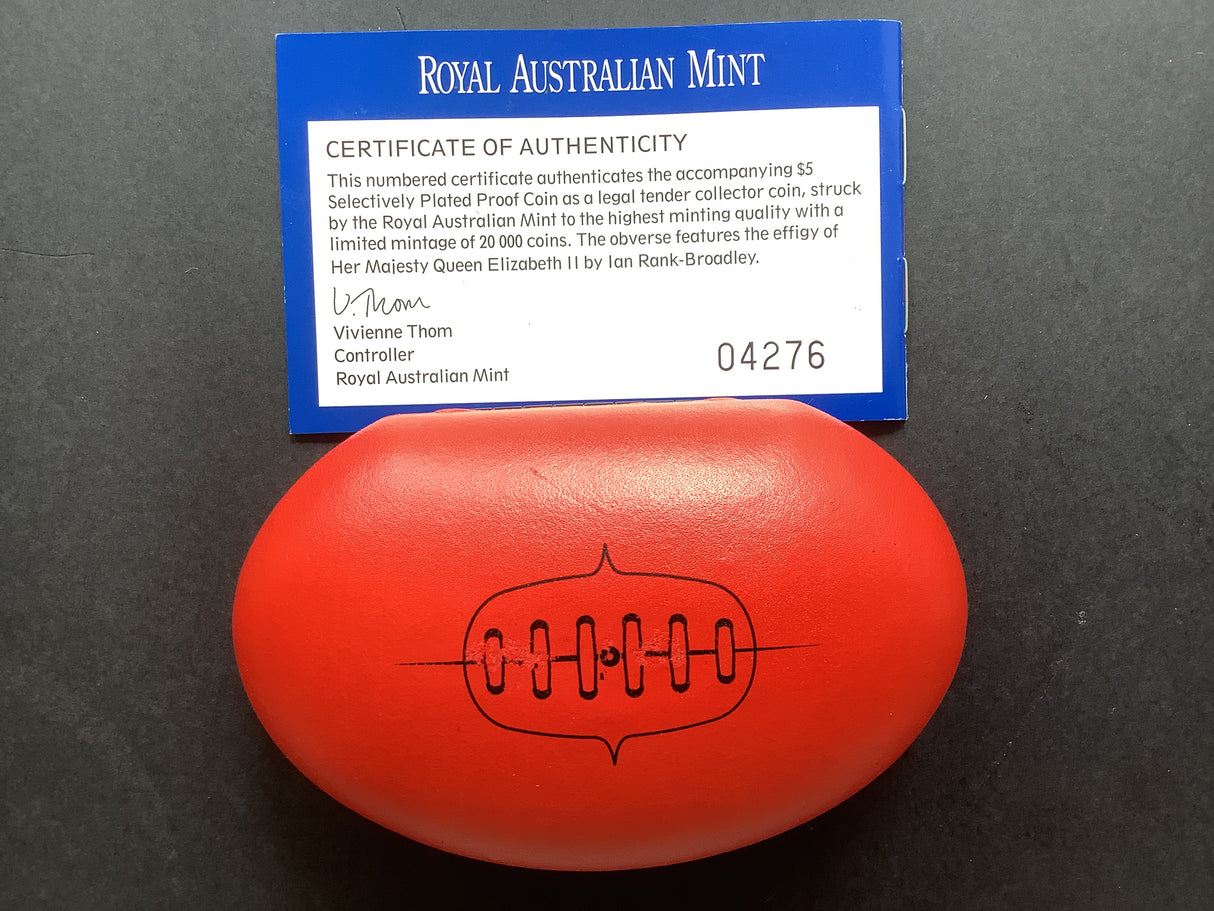 ROYAL AUSTRALIAN MINT
CERTIFICATE OF AUTHENTICITY
This numbered certificate authenticates the accompanying $5
Selectively Plated Proof Coin as a legal tender collector coin, struck
by the Royal Australian Mint to the highest minting quality with a
limited mintage of 20 000 coins. The obverse features the effigy of
Her Majesty Queen Elizabeth II by Ian Rank-Broadley.
V. Thom
Vivienne Thom
Controller
Royal Australian Mint
04276